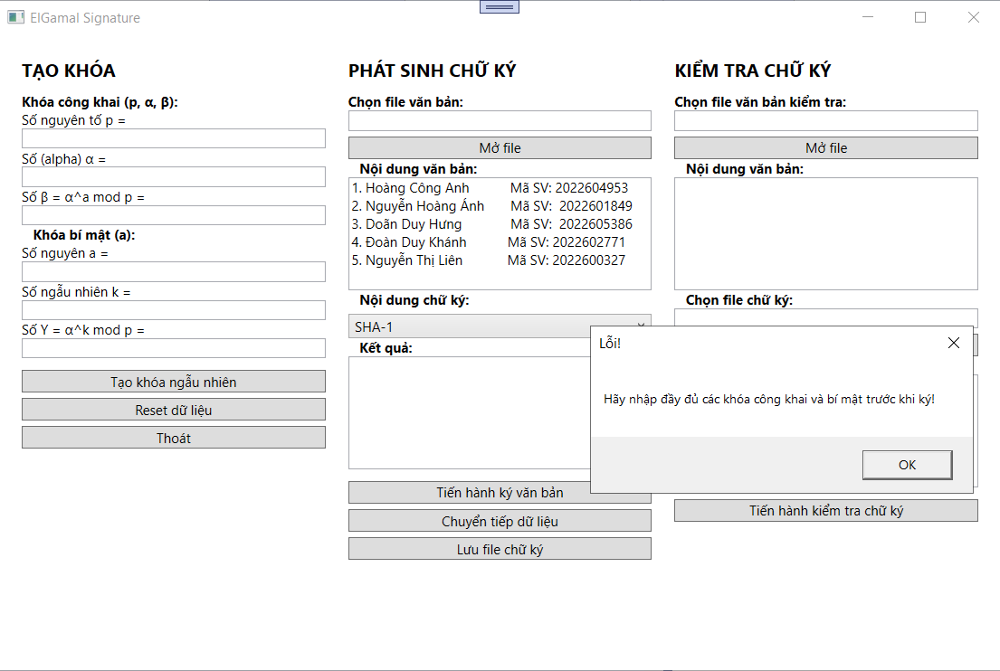 ElGamal Signature
TẠO KHÓA
Khóa công khai (p, α, β):
Số nguyên tố p =
Số (alpha) α =
Số β = α^a mod p =
Khóa bí mật (a):
Số nguyên a =
Số ngẫu nhiên k =
Số Y = α^k mod p =
Tạo khóa ngẫu nhiên
Reset dữ liệu
Thoát
PHÁT SINH CHỮ KÝ
Chọn file văn bản:
Mở file
Nội dung văn bản:
1. Hoàng Công Anh Mã SV: 2022604953
2. Nguyễn Hoàng Ánh Mã SV: 2022601849
3. Doãn Duy Hưng Mã SV: 2022605386
4. Đoàn Duy Khánh Mã SV: 2022602771
5. Nguyễn Thị Liên Mã SV: 2022600327
Nội dung chữ ký:
SHA-1
Kết quả:
Tiến hành ký văn bản
Chuyển tiếp dữ liệu
Lưu file chữ ký
KIỂM TRA CHỮ KÝ
Chọn file văn bản kiểm tra:
Mở file
Nội dung văn bản:
Chọn file chữ ký:
Lỗi!
Hãy nhập đầy đủ các khóa công khai và bí mật trước khi ký!
OK
Tiến hành kiểm tra chữ ký